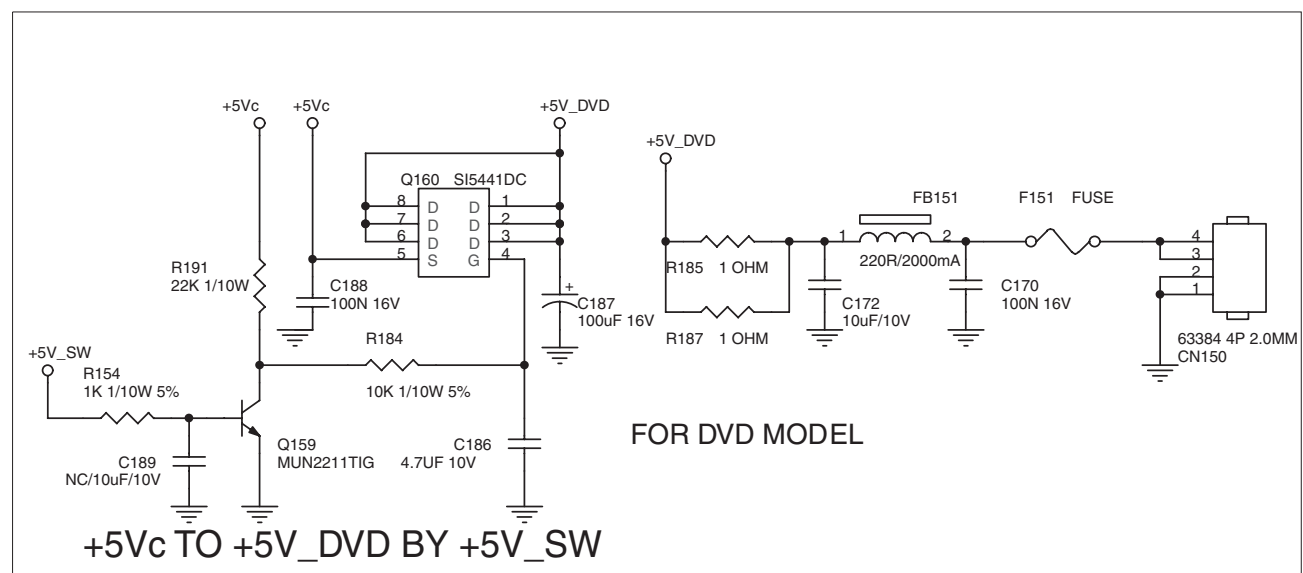 +5Vc
+5Vc
+5V_DVD
Q160 SI5441DC
8 D D 1
7 D D 2
6 D D 3
5 S G 4
R191
22K 1/10W
C188
100N 16V
+
C187
100uF 16V
R184
10K 1/10W 5%
+5V_SW
R154
1K 1/10W 5%
Q159
MUN2211TIG
C186
4.7UF 10V
C189
NC/10uF/10V
+5Vc TO +5V_DVD BY +5V_SW
+5V_DVD
FB151
F151 FUSE
1 2
220R/2000mA
R185 1 OHM
R187 1 OHM
C172
10uF/10V
C170
100N 16V
4
3
2
1
63384 4P 2.0MM
CN150
FOR DVD MODEL